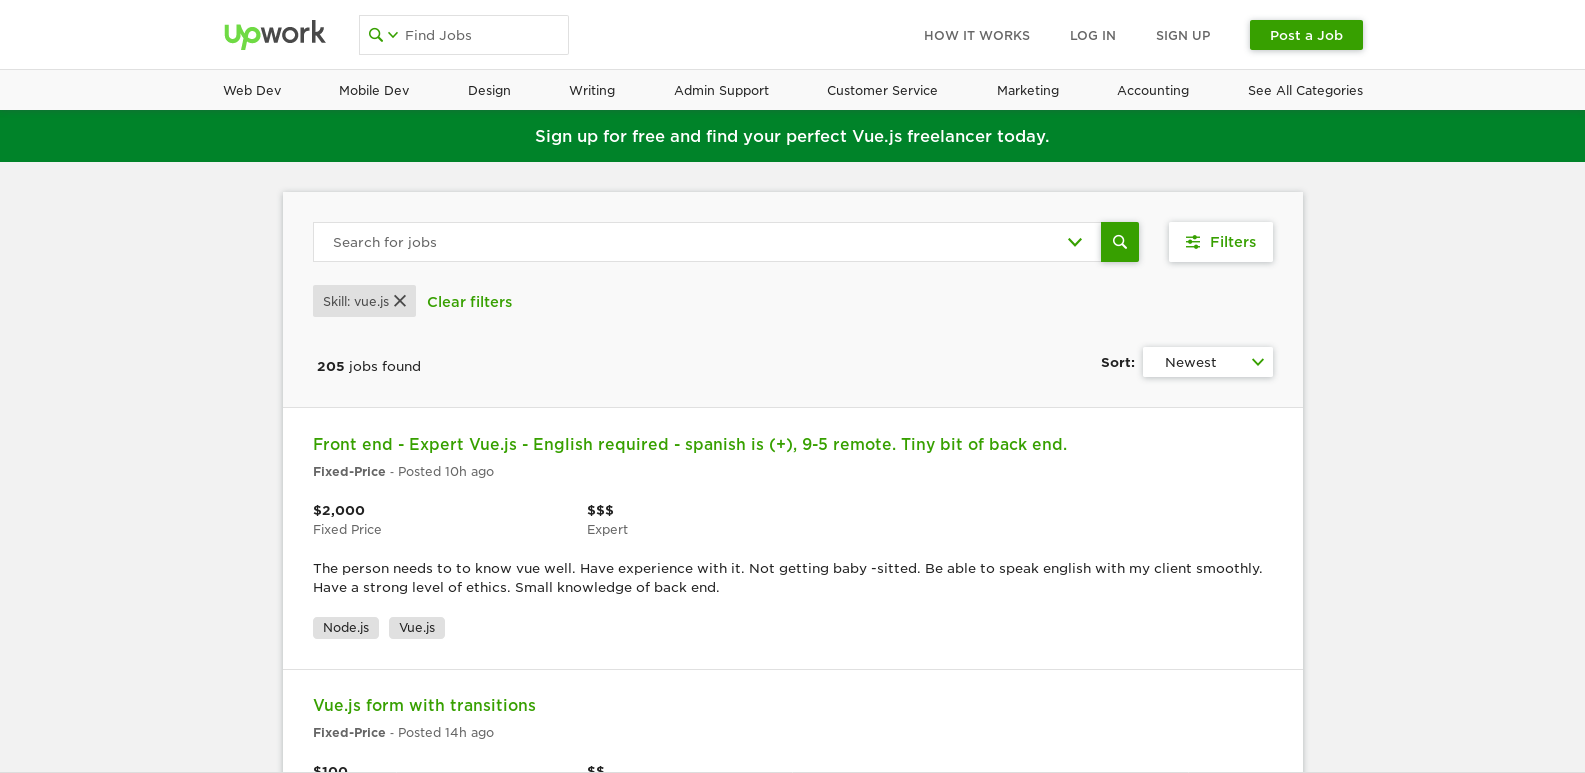 upwork
Find Jobs
HOW IT WORKS
LOG IN
SIGN UP
Post a Job
Web Dev
Mobile Dev
Design
Writing
Admin Support
Customer Service
Marketing
Accounting
See All Categories
Sign up for free and find your perfect Vue.js freelancer today.
Search for jobs
Filters
Skill: vue.js
Clear filters
205 jobs found
Sort:
Newest
Front end - Expert Vue.js - English required - spanish is (+), 9-5 remote. Tiny bit of back end.
Fixed-Price - Posted 10h ago
$2,000
$$$
Fixed Price
Expert
The person needs to to know vue well. Have experience with it. Not getting baby -sitted. Be able to speak english with my client smoothly.
Have a strong level of ethics. Small knowledge of back end.
Node.js
Vue.js
Vue.js form with transitions
Fixed-Price - Posted 14h ago
$100
$$